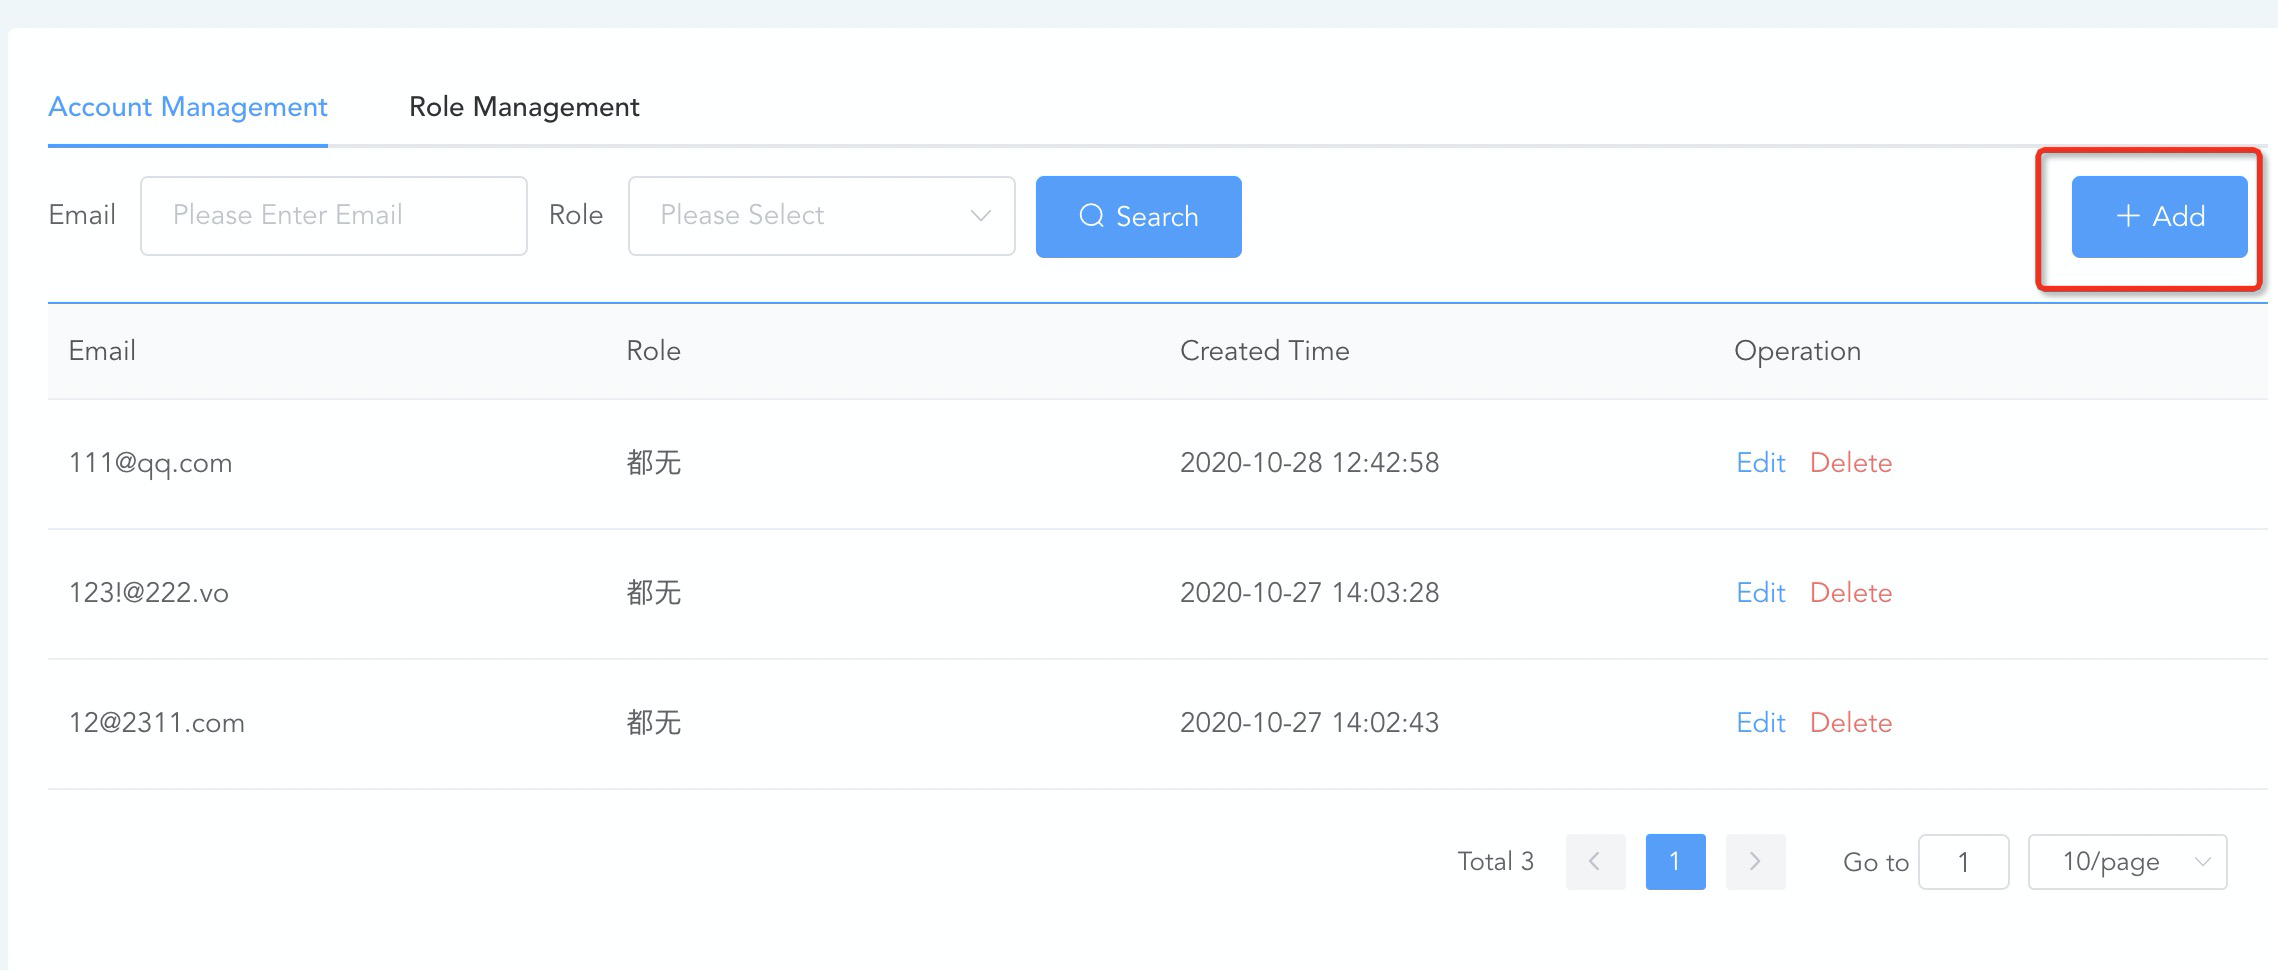 Account Management Role Management
Email Please Enter Email Role Please Select Search Add
Email Role Created Time Operation
111@qq.com 都无 2020-10-28 12:42:58 Edit Delete
123!@222.vo 都无 2020-10-27 14:03:28 Edit Delete
12@2311.com 都无 2020-10-27 14:02:43 Edit Delete
Total 3 1 Go to 1 10/page